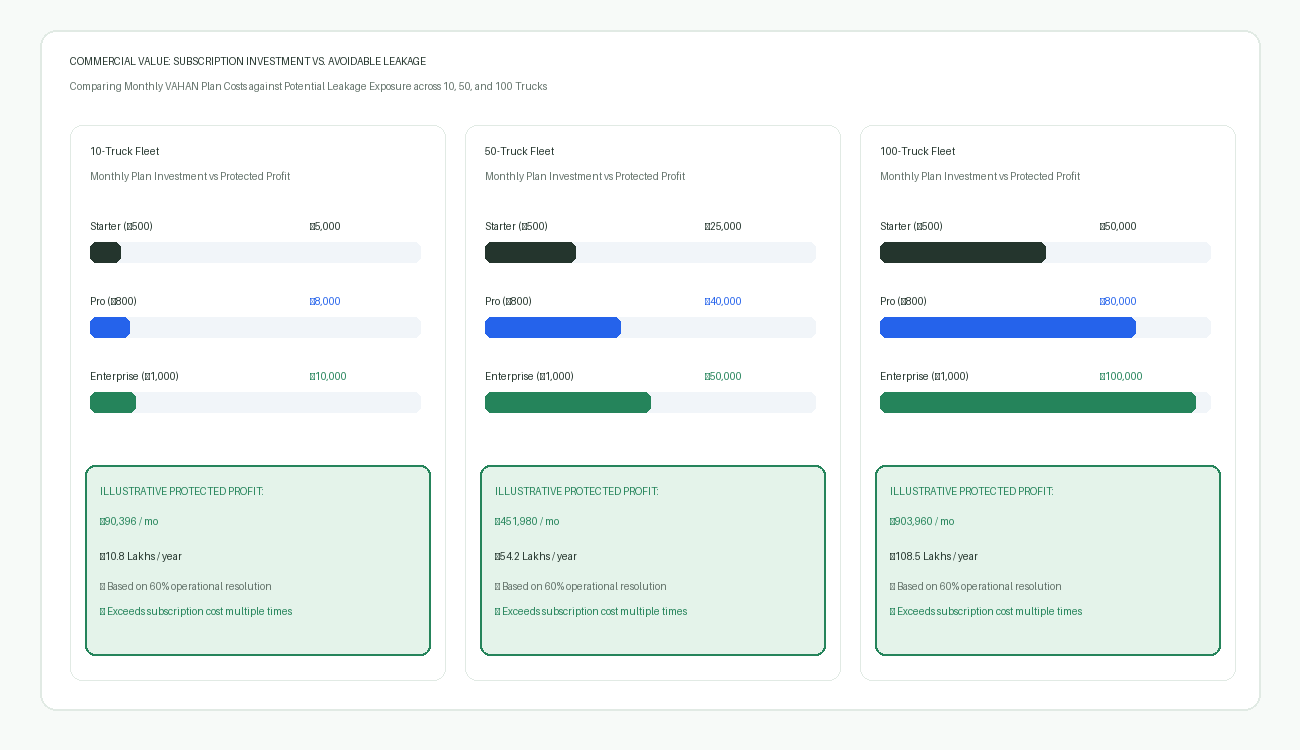 COMMERCIAL VALUE: SUBSCRIPTION INVESTMENT VS. AVOIDABLE LEAKAGE
Comparing Monthly VAHAN Plan Costs against Potential Leakage Exposure across 10, 50, and 100 Trucks
10-Truck Fleet
Monthly Plan Investment vs Protected Profit
Starter (500) 5,000
Pro (800) 8,000
Enterprise (1,000) 10,000
ILLUSTRATIVE PROTECTED PROFIT:
90,396 / mo
10.8 Lakhs / year
Based on 60% operational resolution
Exceeds subscription cost multiple times
50-Truck Fleet
Monthly Plan Investment vs Protected Profit
Starter (500) 25,000
Pro (800) 40,000
Enterprise (1,000) 50,000
ILLUSTRATIVE PROTECTED PROFIT:
451,980 / mo
54.2 Lakhs / year
Based on 60% operational resolution
Exceeds subscription cost multiple times
100-Truck Fleet
Monthly Plan Investment vs Protected Profit
Starter (500) 50,000
Pro (800) 80,000
Enterprise (1,000) 100,000
ILLUSTRATIVE PROTECTED PROFIT:
903,960 / mo
108.5 Lakhs / year
Based on 60% operational resolution
Exceeds subscription cost multiple times